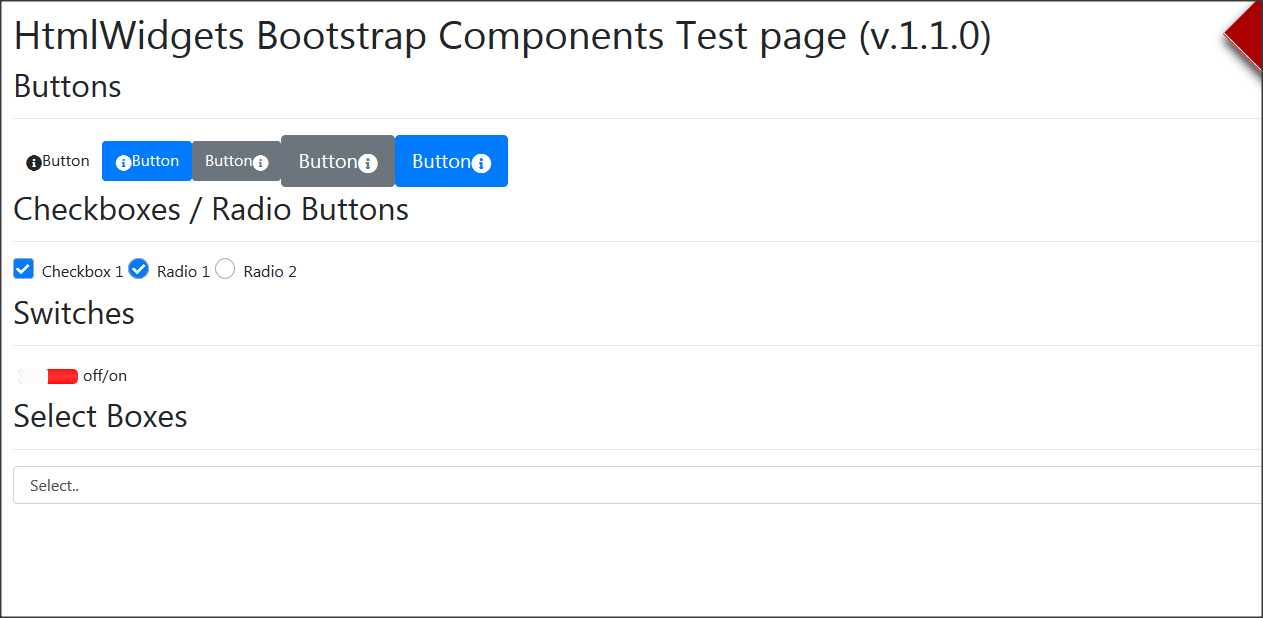 HtmlWidgets Bootstrap Components Test page (v.1.1.0)
Buttons
Button Button Button Button Button
Checkboxes / Radio Buttons
Checkbox 1 Radio 1 Radio 2
Switches
off/on
Select Boxes
Select..